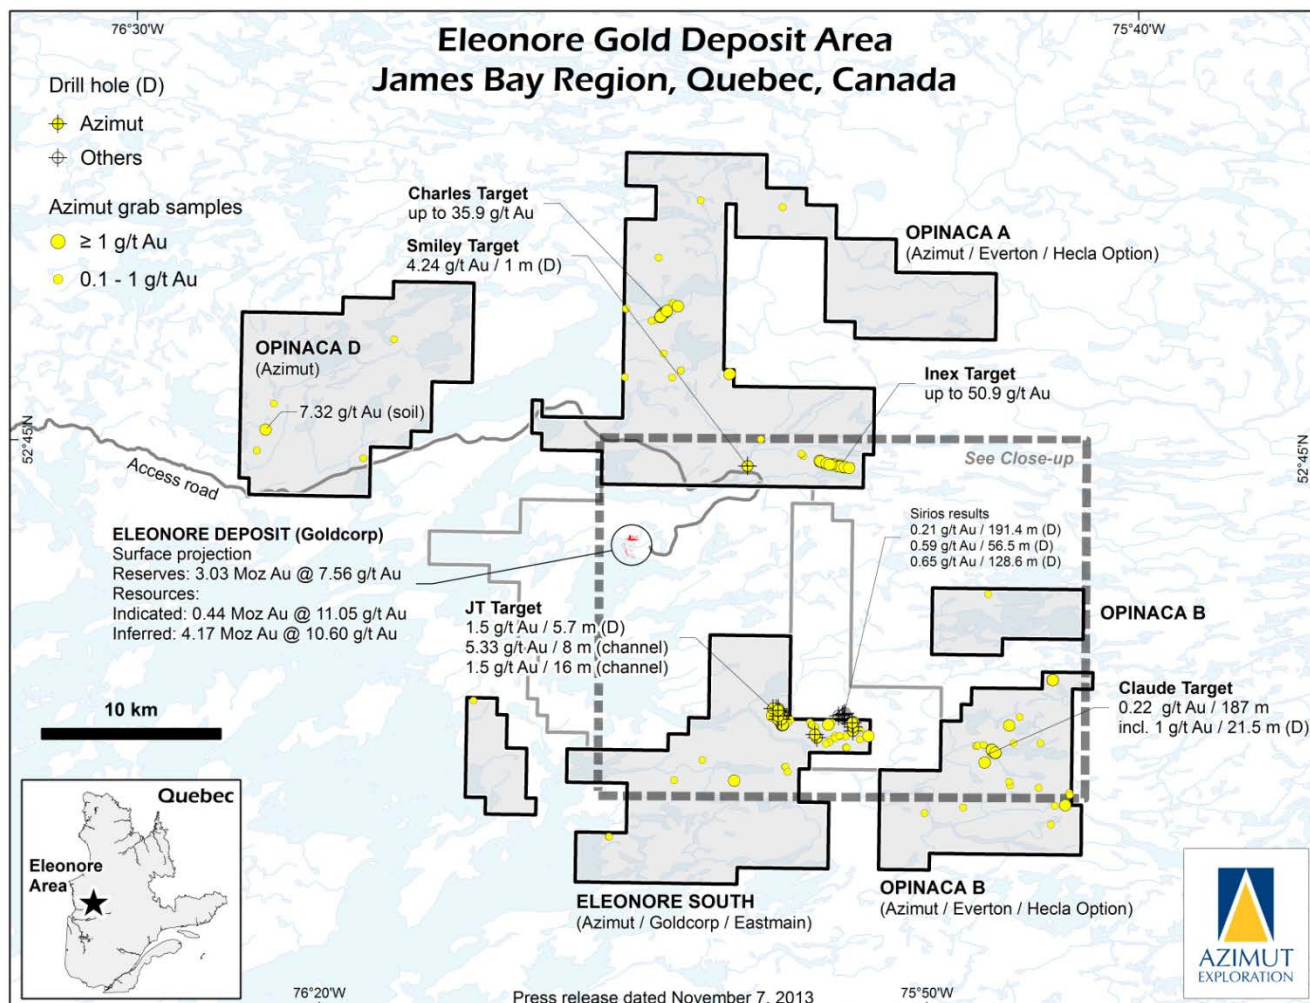 76°30'W
75°40'W
Eleonore Gold Deposit Area
James Bay Region, Quebec, Canada
Drill hole (D)
Azimut
Others
Azimut grab samples
≥ 1 g/t Au
0.1 - 1 g/t Au
Charles Target
up to 35.9 g/t Au
Smiley Target
4.24 g/t Au / 1 m (D)
OPINACA A
(Azimut / Everton / Hecla Option)
OPINACA D
(Azimut)
7.32 g/t Au (soil)
Inex Target
up to 50.9 g/t Au
52°45'N
52°45'N
See Close-up
Access road
ELEONORE DEPOSIT (Goldcorp)
Surface projection
Reserves: 3.03 Moz Au @ 7.56 g/t Au
Resources:
Indicated: 0.44 Moz Au @ 11.05 g/t Au
Inferred: 4.17 Moz Au @ 10.60 g/t Au
Sirios results
0.21 g/t Au / 191.4 m (D)
0.59 g/t Au / 56.5 m (D)
0.65 g/t Au / 128.6 m (D)
JT Target
1.5 g/t Au / 5.7 m (D)
5.33 g/t Au / 8 m (channel)
1.5 g/t Au / 16 m (channel)
OPINACA B
Claude Target
0.22 g/t Au / 187 m
incl. 1 g/t Au / 21.5 m (D)
10 km
Quebec
Eleonore
Area
ELEONORE SOUTH
(Azimut / Goldcorp / Eastmain)
OPINACA B
(Azimut / Everton / Hecla Option)
AZIMUT
EXPLORATION
76°20'W
Press release dated November 7, 2013
75°50'W